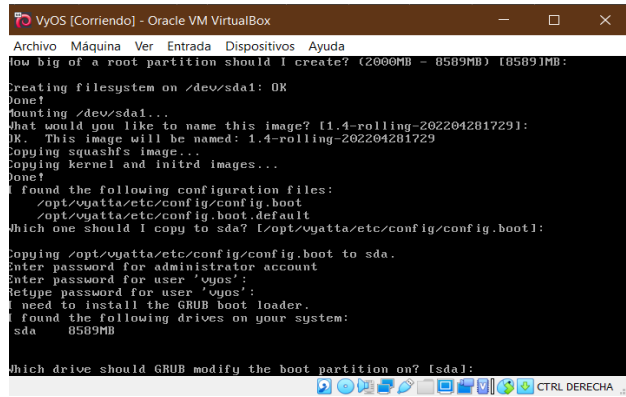 VyOS [Corriendo] - Oracle VM VirtualBox
Archivo Máquina Ver Entrada Dispositivos Ayuda
How big of a root partition should I create? (2000MB - 8589MB) [8589]MB:
Creating filesystem on /dev/sda1: OK
Done!
Mounting /dev/sda1...
What would you like to name this image? [1.4-rolling-202204281729]:
OK. This image will be named: 1.4-rolling-202204281729
Copying squashfs image...
Copying kernel and initrd images...
Done!
I found the following configuration files:
/opt/vyatta/etc/config/config.boot
/opt/vyatta/etc/config.boot.default
Which one should I copy to sda? [/opt/vyatta/etc/config/config.boot]:
Copying /opt/vyatta/etc/config/config.boot to sda.
Enter password for administrator account
Enter password for user 'vyos':
Retype password for user 'vyos':
I need to install the GRUB boot loader.
I found the following drives on your system:
sda 8589MB
Which drive should GRUB modify the boot partition on? [sda]:
CTRL DERECHA